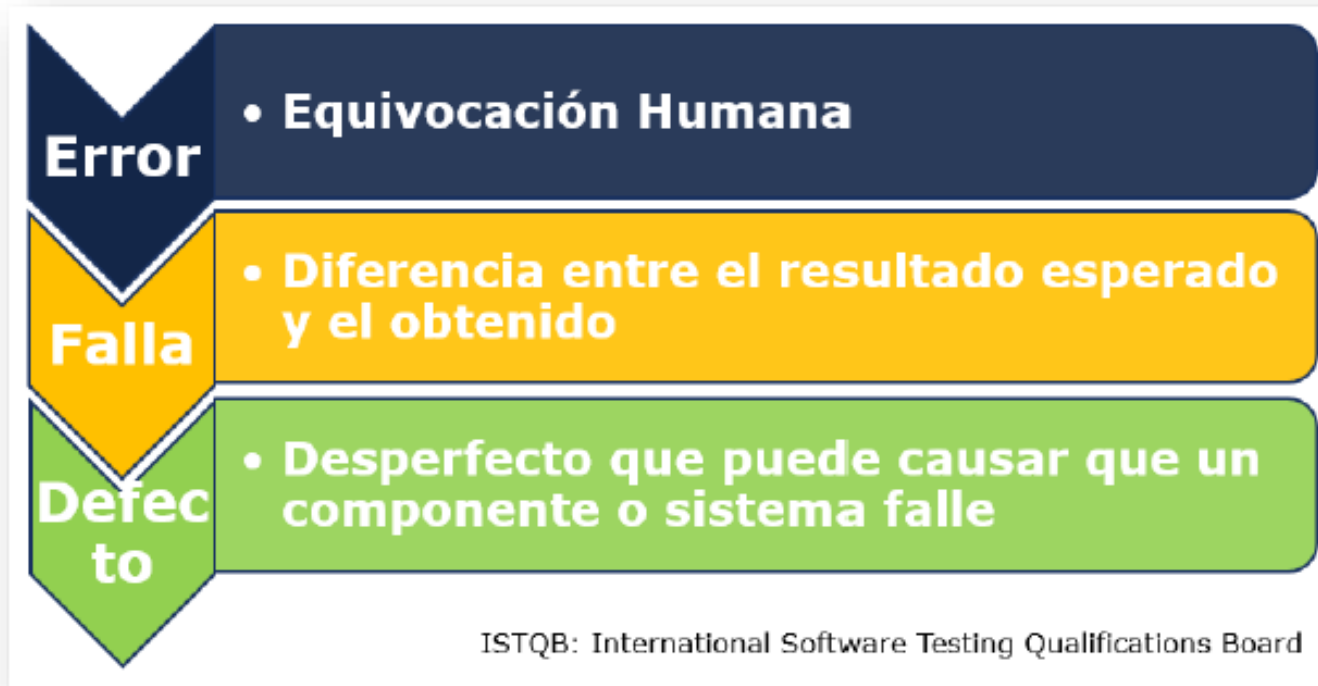 Error
• Equivocación Humana
Falla
• Diferencia entre el resultado esperado
y el obtenido
Defec
to
• Desperfecto que puede causar que un
componente o sistema falle
ISTQB: International Software Testing Qualifications Board